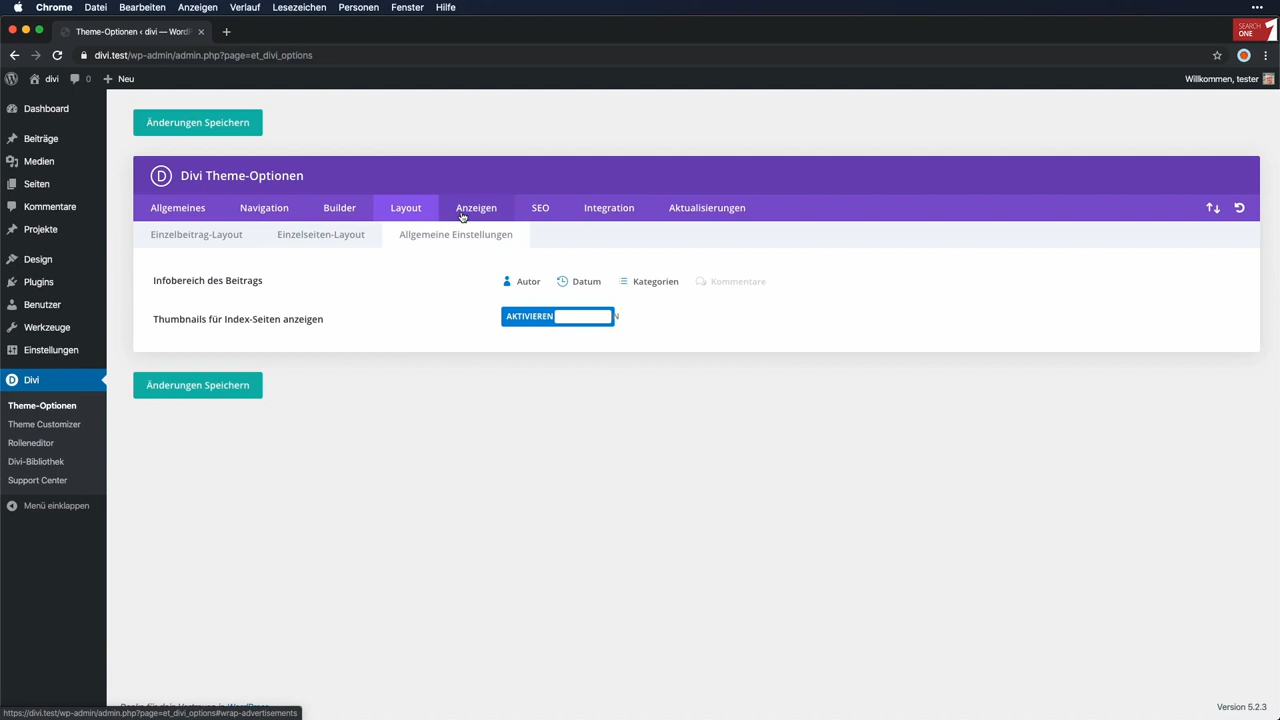 Chrome Datei Bearbeiten Anzeigen Verlauf Lesezeichen Personen Fenster Hilfe
Theme-Optionen ‹ divi — WordP
SEARCH
ONE
1
divi.test/wp-admin/admin.php?page=et_divi_options
divi 0 Neu Willkommen, tester
Dashboard
Beiträge
Medien
Seiten
Kommentare
Projekte
Design
Plugins
Benutzer
Werkzeuge
Einstellungen
Divi
Theme-Optionen
Theme Customizer
Rolleneditor
Divi-Bibliothek
Support Center
Menü einklappen
Änderungen Speichern
D Divi Theme-Optionen
Allgemeines Navigation Builder Layout Anzeigen SEO Integration Aktualisierungen
Einzelbeitrag-Layout Einzelseiten-Layout Allgemeine Einstellungen
Infobereich des Beitrags Autor Datum Kategorien Kommentare
Thumbnails für Index-Seiten anzeigen AKTIVIEREN N
Änderungen Speichern
https://divi.test/wp-admin/admin.php?page=et_divi_options#wrap-advertisements
Version 5.2.3